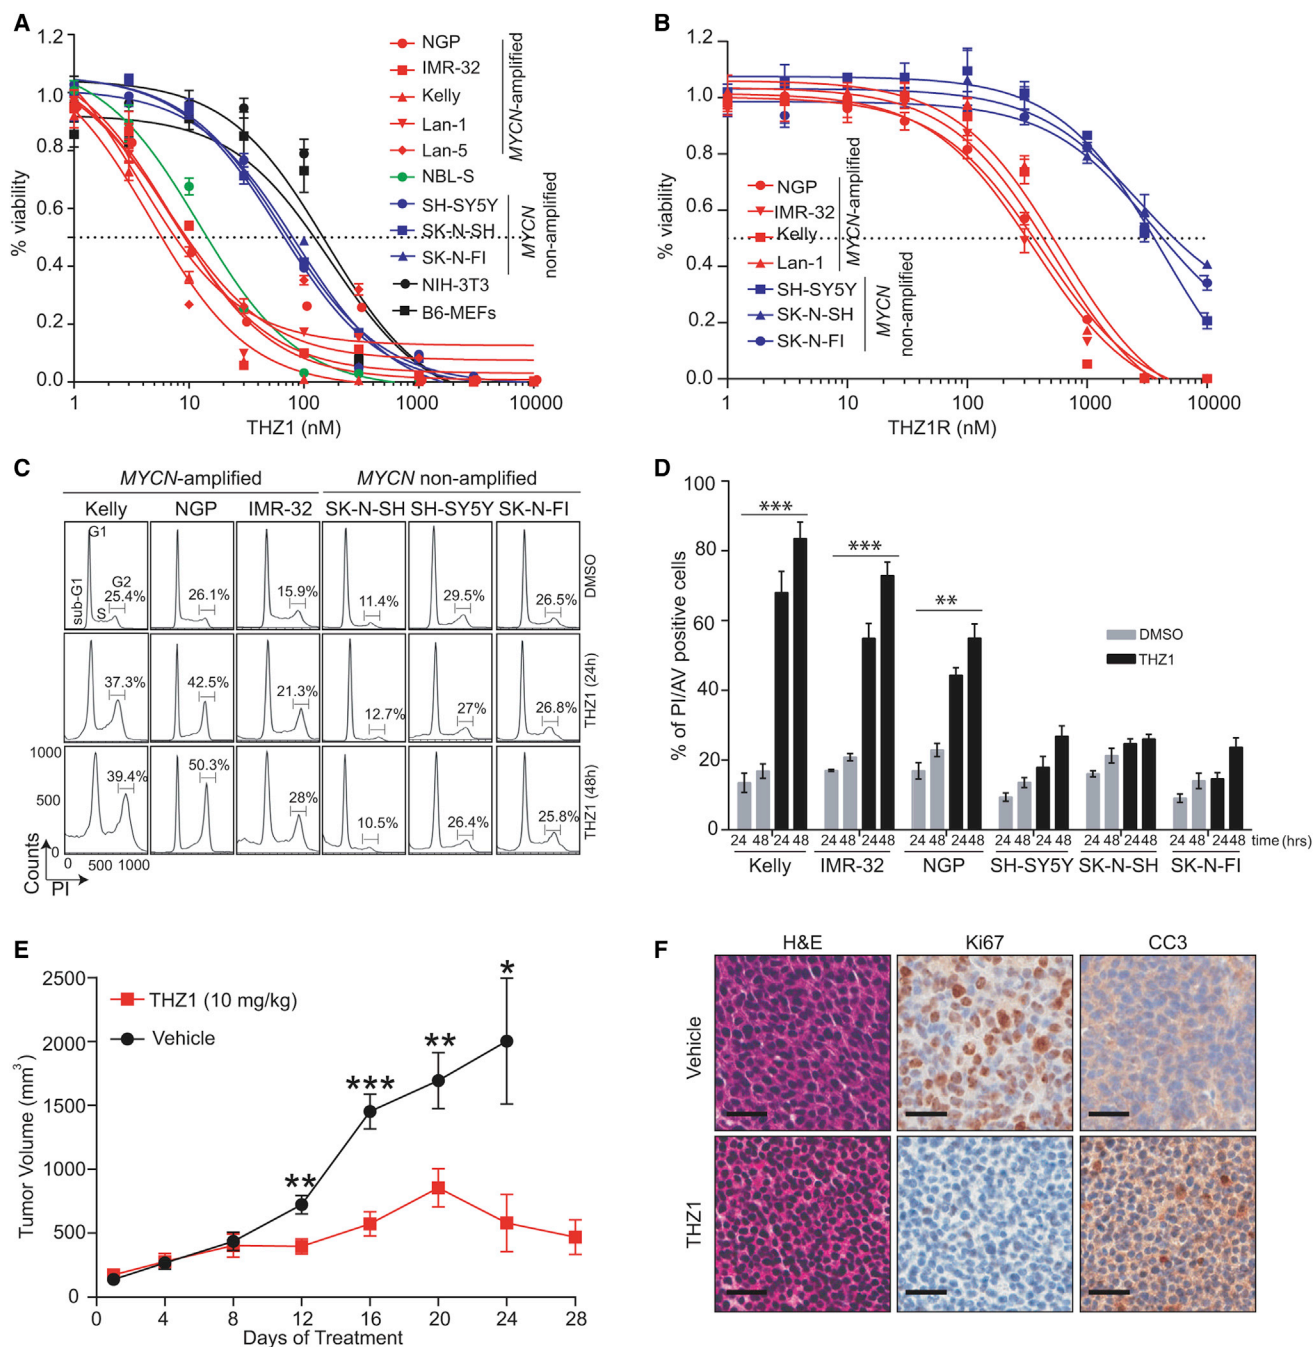 A
1.2
1.0
0.8
0.6
0.4
0.2
0.0
% viability
1 10 100 1000 10000
THZ1 (nM)
NGP
IMR-32
Kelly
Lan-1
Lan-5
NBL-S
SH-SY5Y
SK-N-SH
SK-N-FI
NIH-3T3
B6-MEFs
MYCN-amplified
MYCN
non-amplified
B
1.2
1.0
0.8
0.6
0.4
0.2
0.0
% viability
1 10 100 1000 10000
THZ1R (nM)
NGP
IMR-32
Kelly
Lan-1
SH-SY5Y
SK-N-SH
SK-N-FI
MYCN-amplified
MYCN
non-amplified
C
MYCN-amplified MYCN non-amplified
Kelly NGP IMR-32 SK-N-SH SH-SY5Y SK-N-FI
G1
sub-G1
S
G2
25.4% 26.1% 15.9% 11.4% 29.5% 26.5%
DMSO
37.3% 42.5% 21.3% 12.7% 27% 26.8%
THZ1 (24h)
39.4% 50.3% 28% 10.5% 26.4% 25.8%
THZ1 (48h)
1000
500
0
0 500 1000
Counts
PI
D
100
80
60
40
20
0
% of PI/AV positive cells
***
***
**
DMSO
THZ1
24 48 24 48 24 48 24 48 24 48 24 48 24 48 24 48 24 48 24 48 24 48 24 48 time (hrs)
Kelly IMR-32 NGP SH-SY5Y SK-N-SH SK-N-FI
E
2500
2000
1500
1000
500
0
Tumor Volume (mm3)
THZ1 (10 mg/kg)
Vehicle
**
***
**
*
0 4 8 12 16 20 24 28
Days of Treatment
F
H&E Ki67 CC3
Vehicle
THZ1